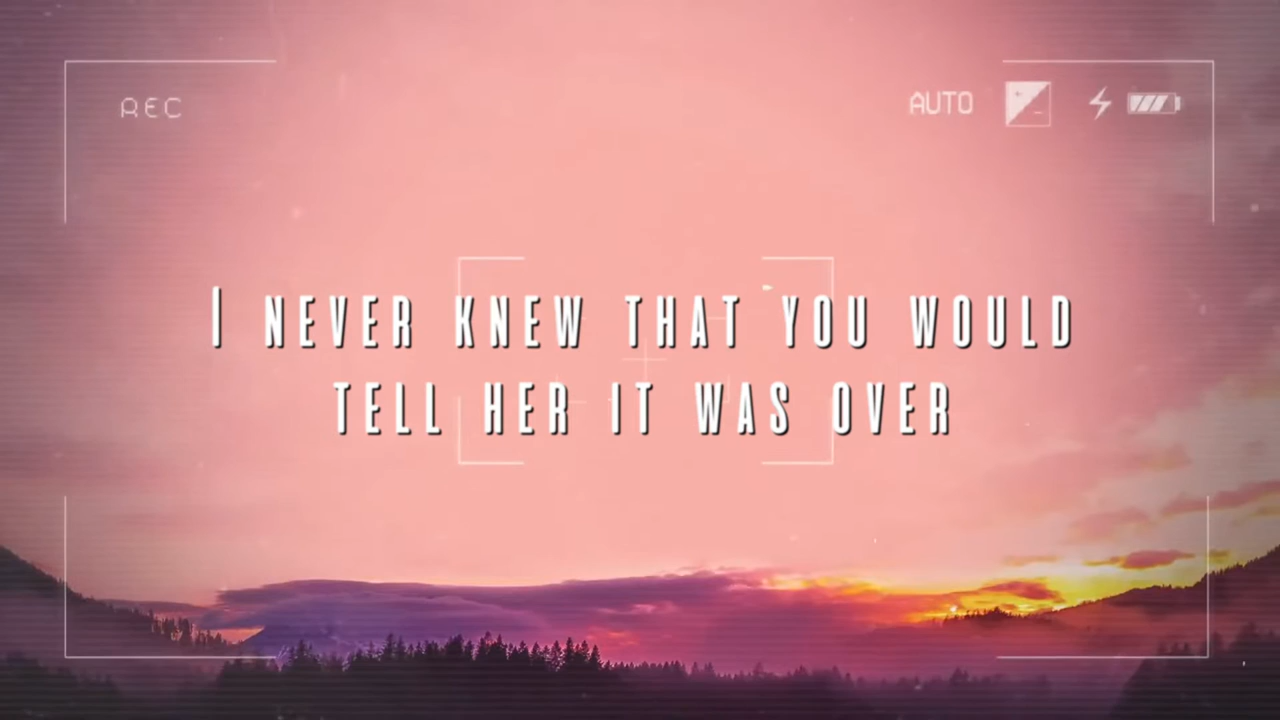 REC
AUTO
I NEVER KNEW THAT YOU WOULD
TELL HER IT WAS OVER